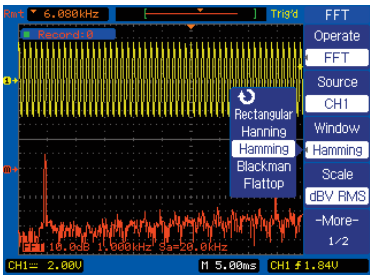 Rmt 6.080kHz Trig'd FFT
Record:0
Operate
FFT
Source
CH1
Window
Hamming
Scale
dBV RMS
-More-
1/2
Rectangular
Hanning
Hamming
Blackman
Flattop
1
m
FFT 10.0dB 1.000kHz Sa=20.0kHz
CH1 2.00V M 5.00ms CH1 1.84V